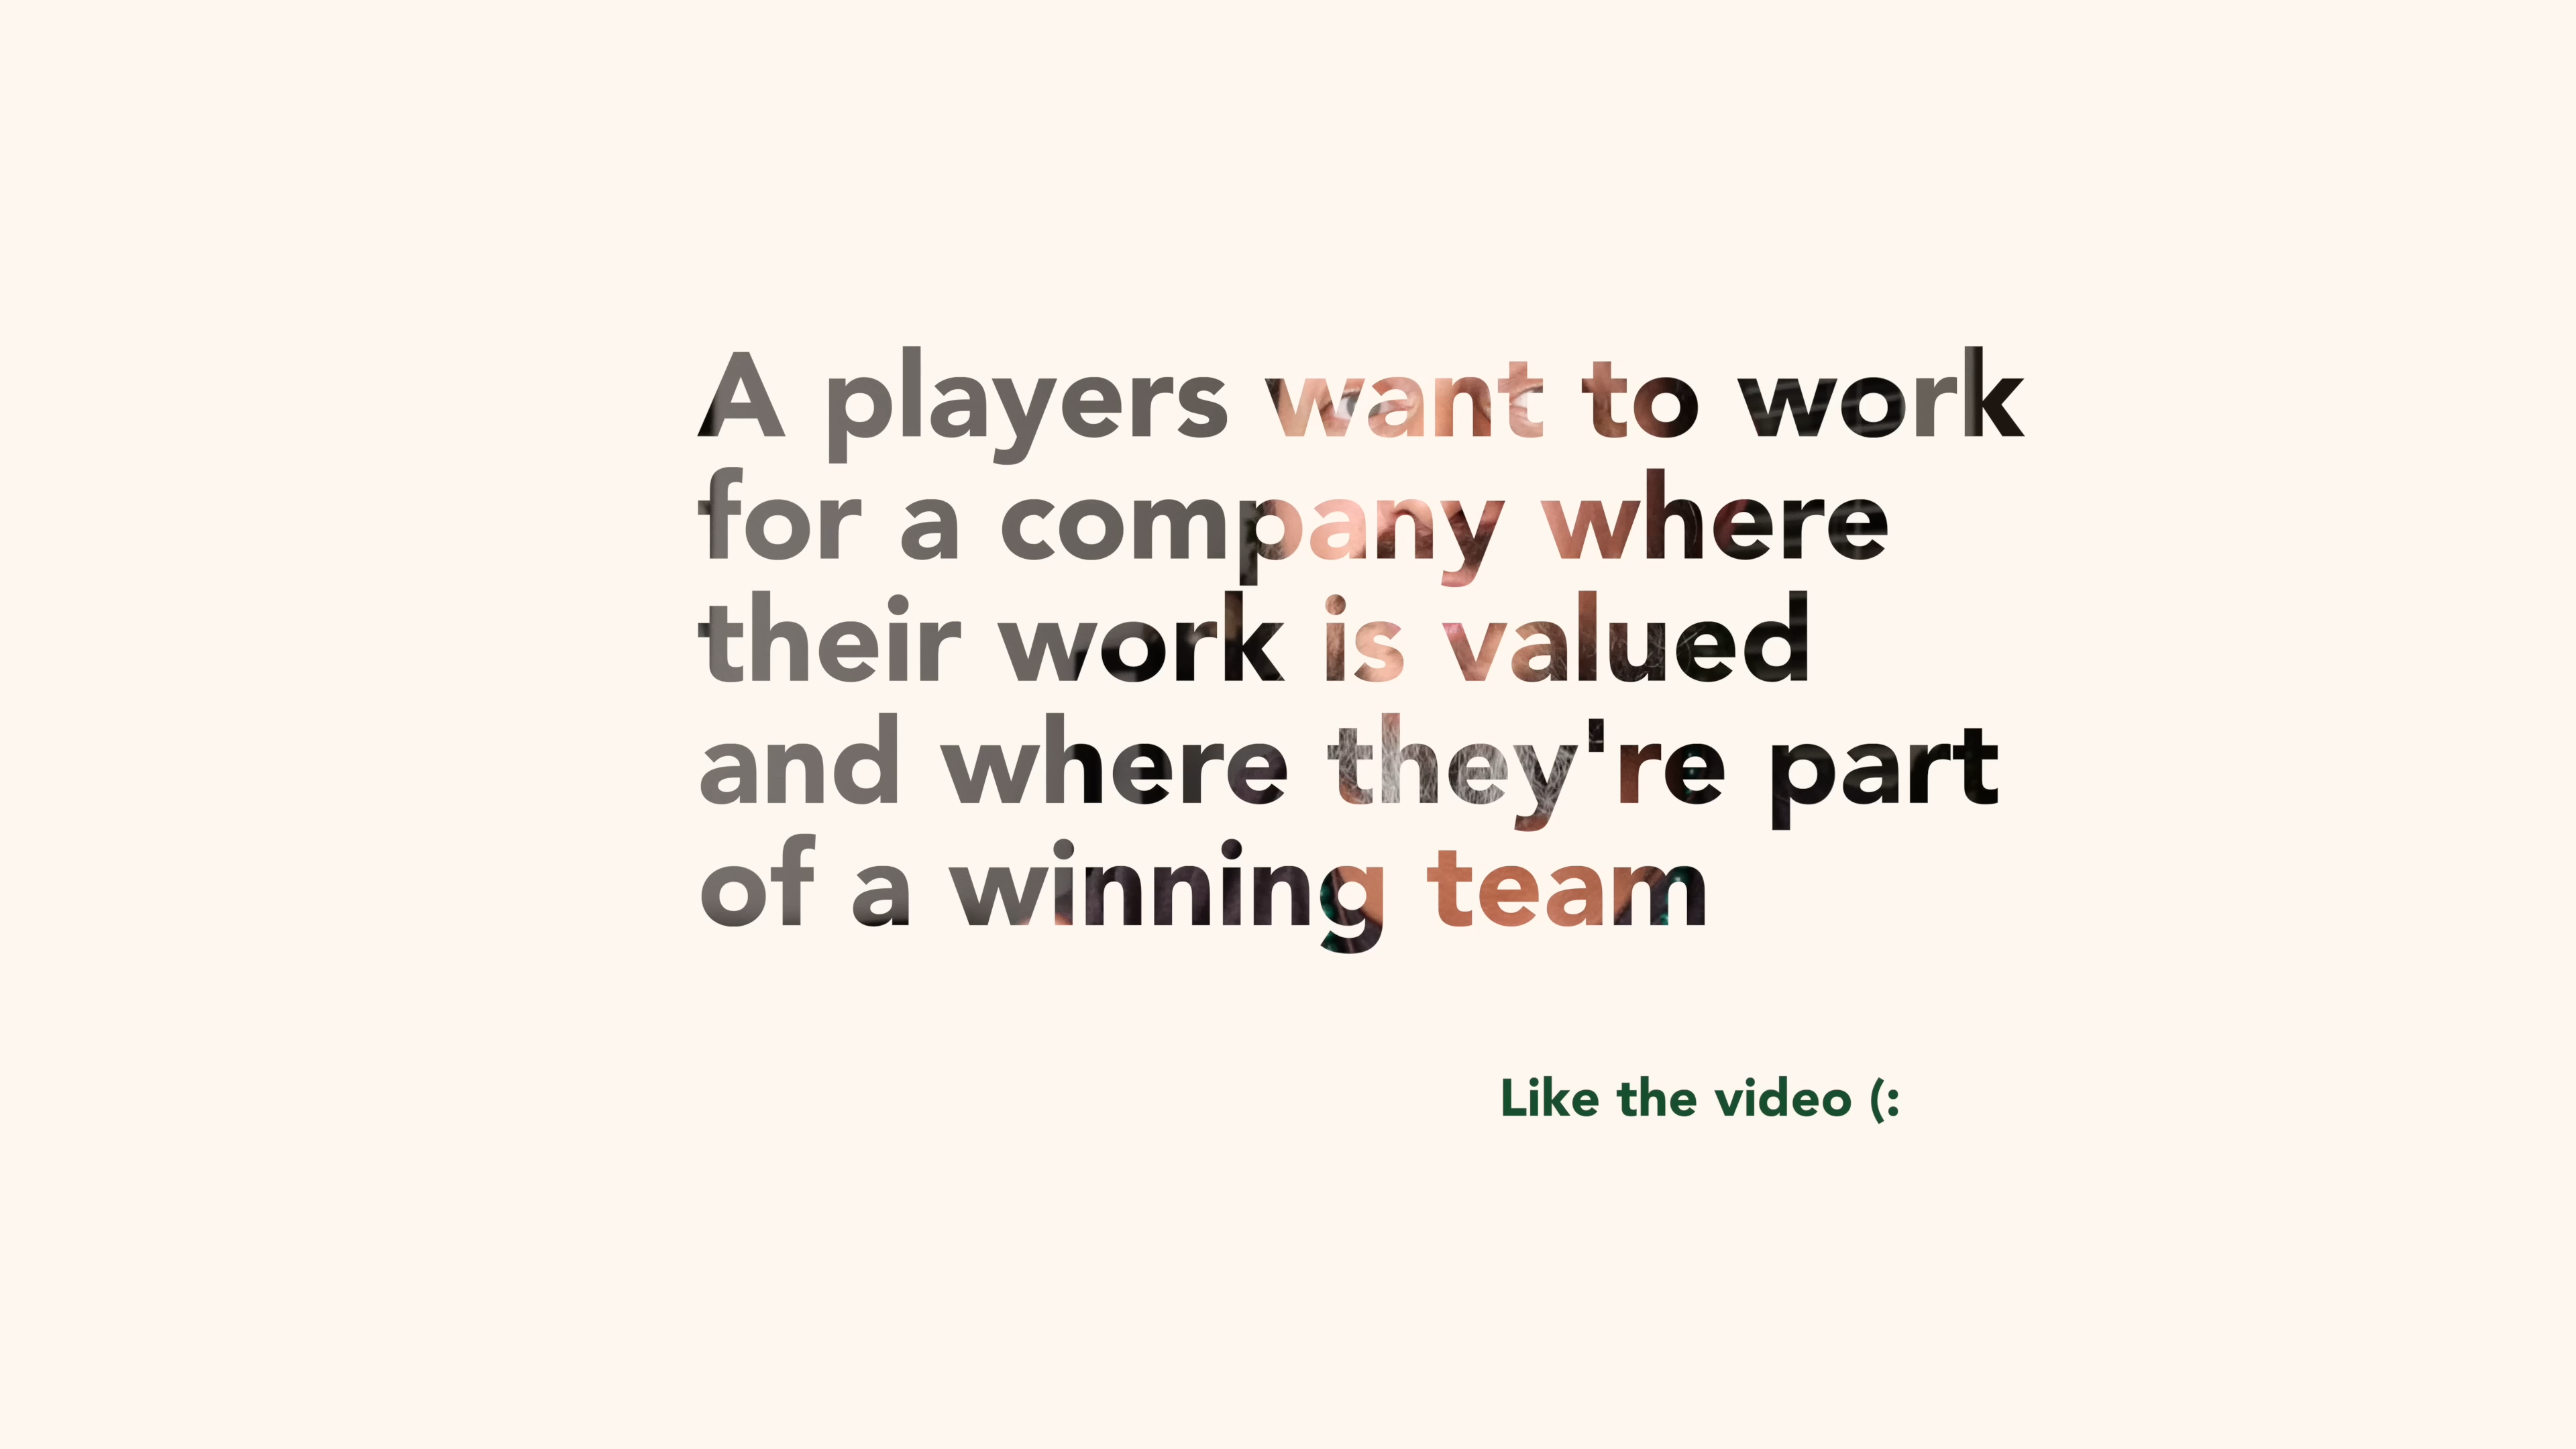 A players want to work
for a company where
their work is valued
and where they're part
of a winning team
Like the video (: